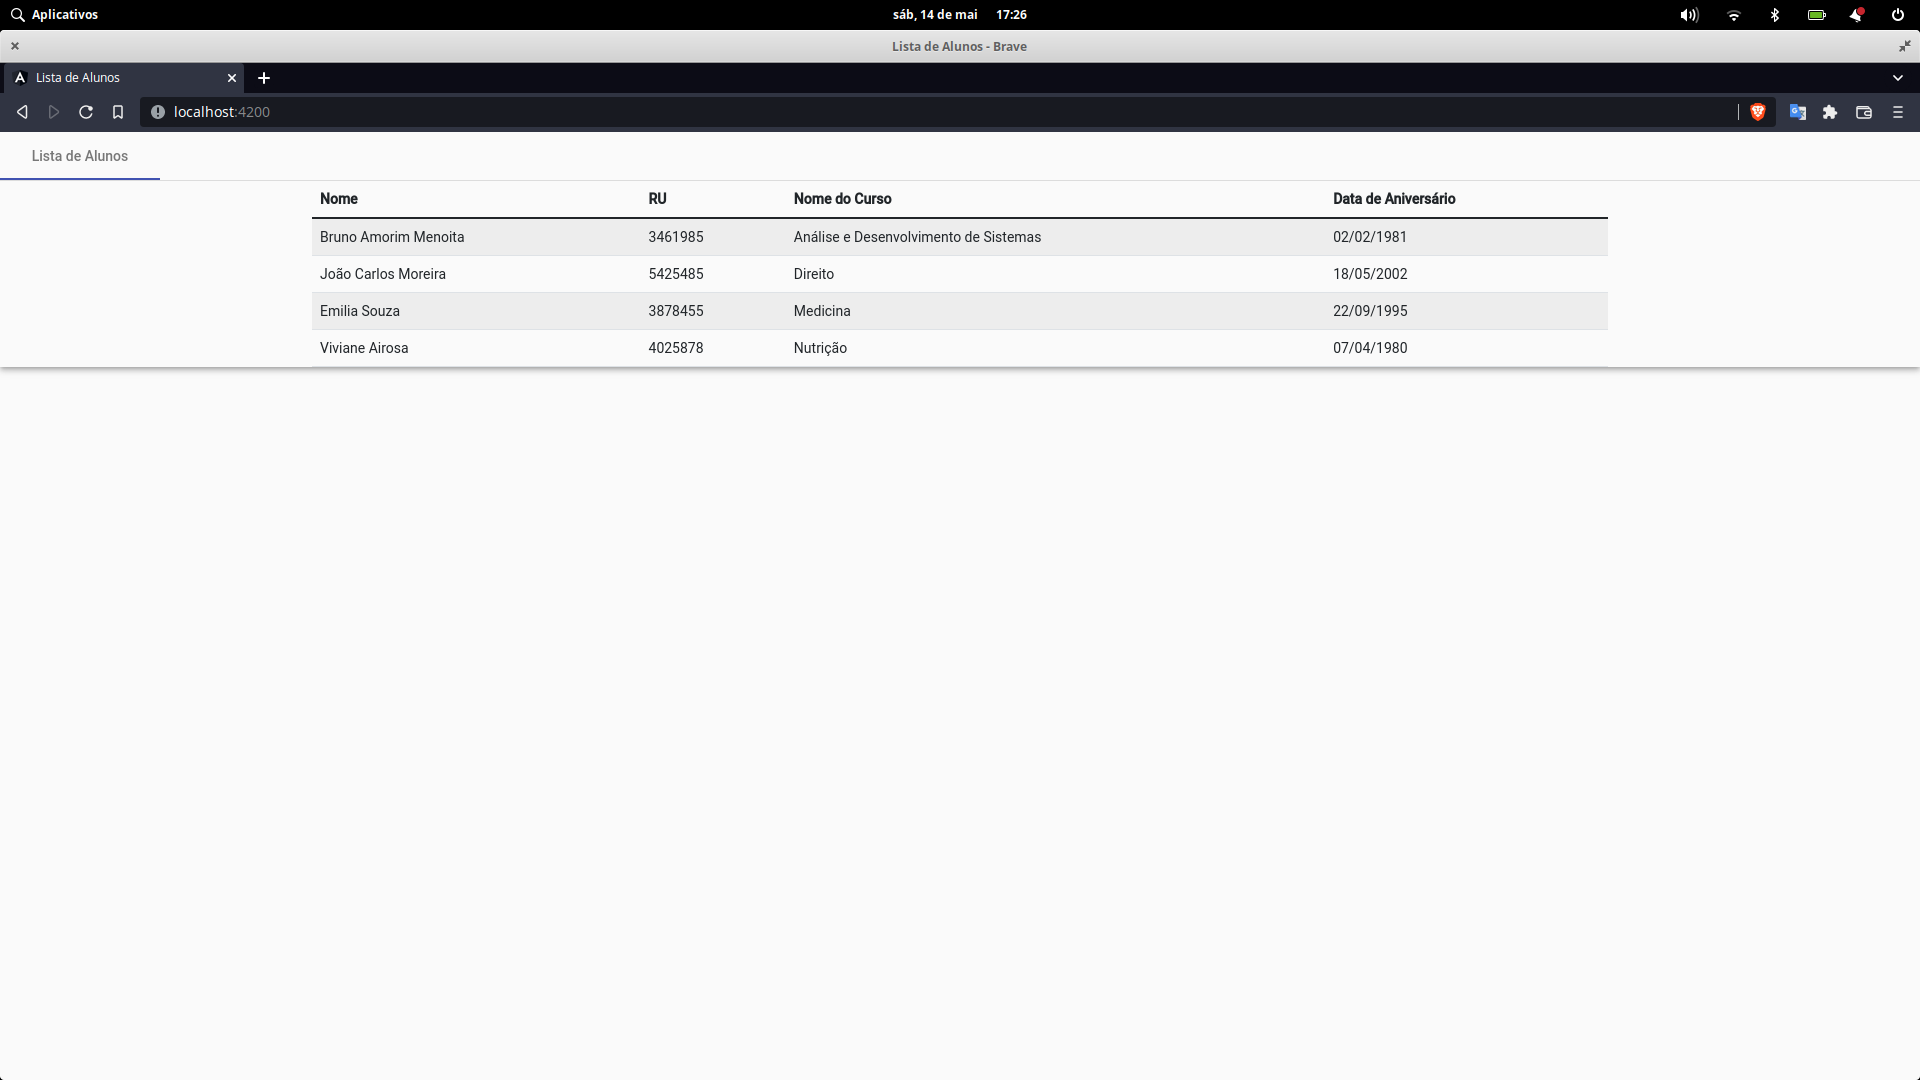 Aplicativos sáb, 14 de mai 17:26
Lista de Alunos - Brave
Lista de Alunos
localhost:4200
Lista de Alunos
Nome RU Nome do Curso Data de Aniversário
Bruno Amorim Menoita 3461985 Análise e Desenvolvimento de Sistemas 02/02/1981
João Carlos Moreira 5425485 Direito 18/05/2002
Emilia Souza 3878455 Medicina 22/09/1995
Viviane Airosa 4025878 Nutrição 07/04/1980